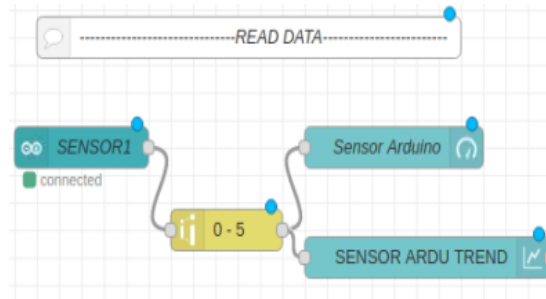 ------------------------------READ DATA------------------------
SENSOR1
connected
Sensor Arduino
0 - 5
SENSOR ARDU TREND